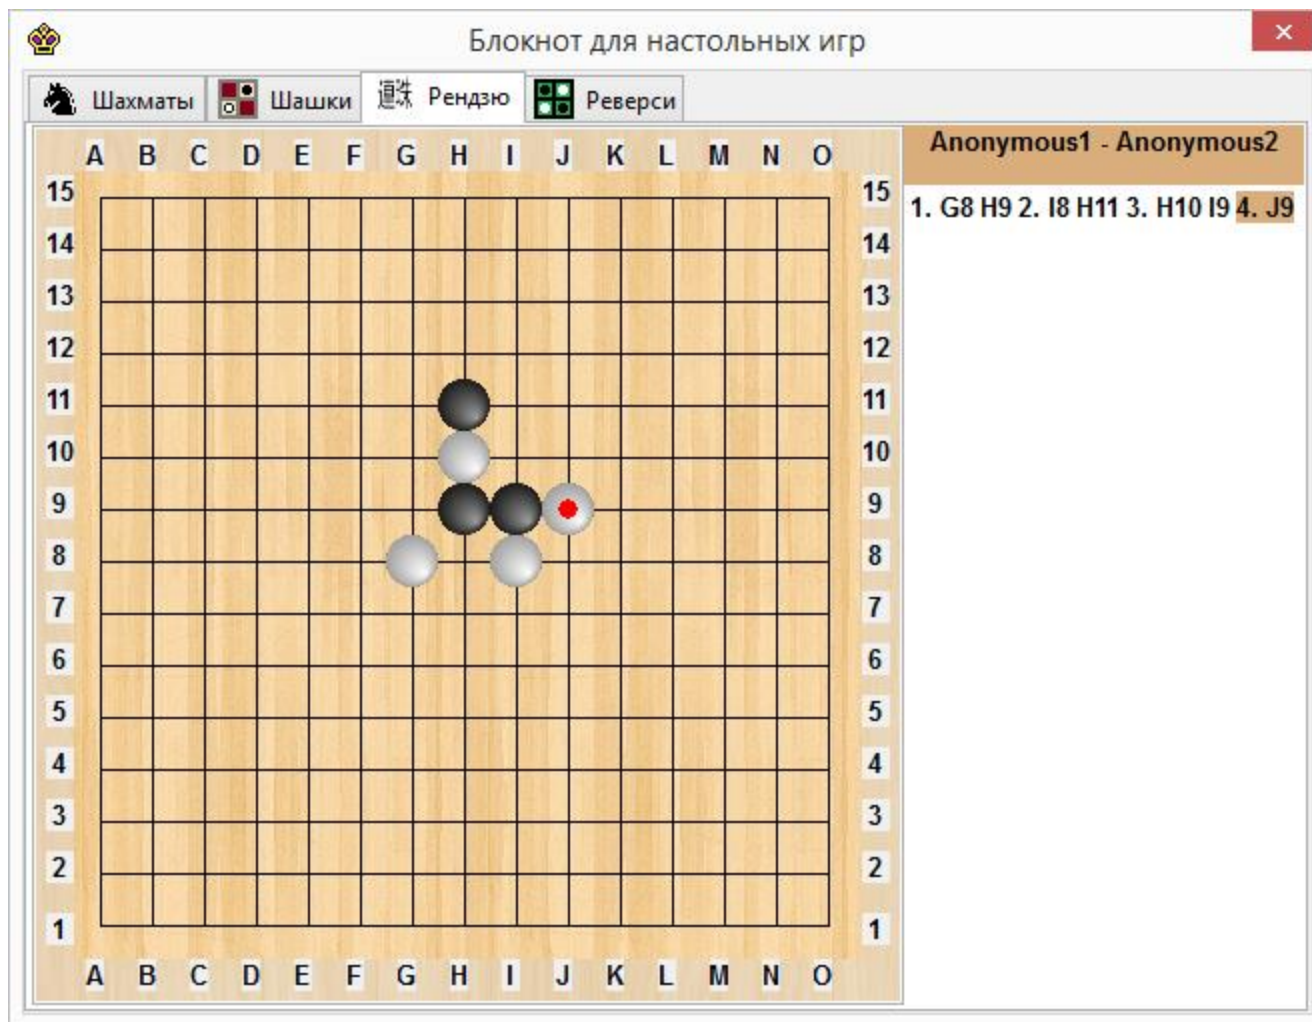 Блокнот для настольных игр
Шахматы Шашки 連珠 Рендзю Реверси
A B C D E F G H I J K L M N O
Anonymous1 - Anonymous2
15 15
1. G8 H9 2. I8 H11 3. H10 I9 4. J9
14 14
13 13
12 12
11 11
10 10
9 9
8 8
7 7
6 6
5 5
4 4
3 3
2 2
1 1
A B C D E F G H I J K L M N O